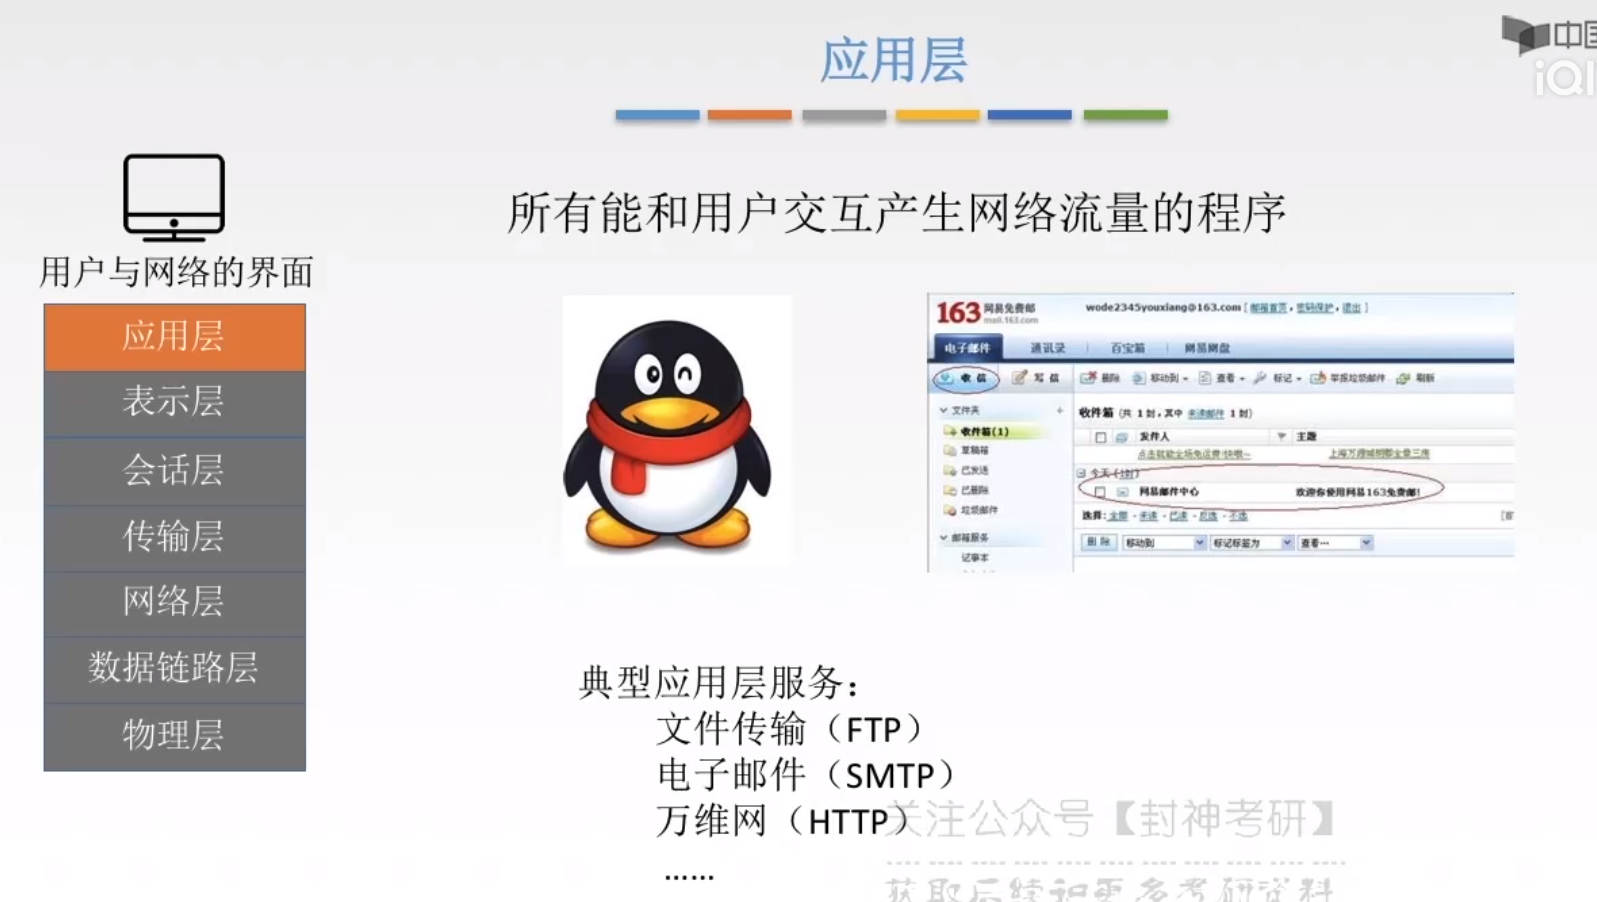 应用层
中国
iQI
用户与网络的界面
应用层
表示层
会话层
传输层
网络层
数据链路层
物理层
所有能和用户交互产生网络流量的程序
163 网易免费邮
mail.163.com
wode2345youxiang@163.com [邮箱首页，密码保护，退出]
电子邮件 通讯录 百宝箱 网易网盘
收信 写信 删除 移动到 查看 标记 举报垃圾邮件 刷新
文件夹
收件箱(1)
草稿箱
已发送
已删除
垃圾邮件
邮箱服务
记事本
收件箱 (共 1 封，其中 未读邮件 1 封)
发件人 主题
今天 (1封)
网易邮件中心 欢迎你使用网易163免费邮！
选择：全部 - 未读 - 已读 - 反选 - 不选
删除 移动到 标记标签为 查看…
典型应用层服务：
文件传输（FTP）
电子邮件（SMTP）
万维网（HTTP）
……
关注公众号【封神考研】
获取后续和更多考研资料